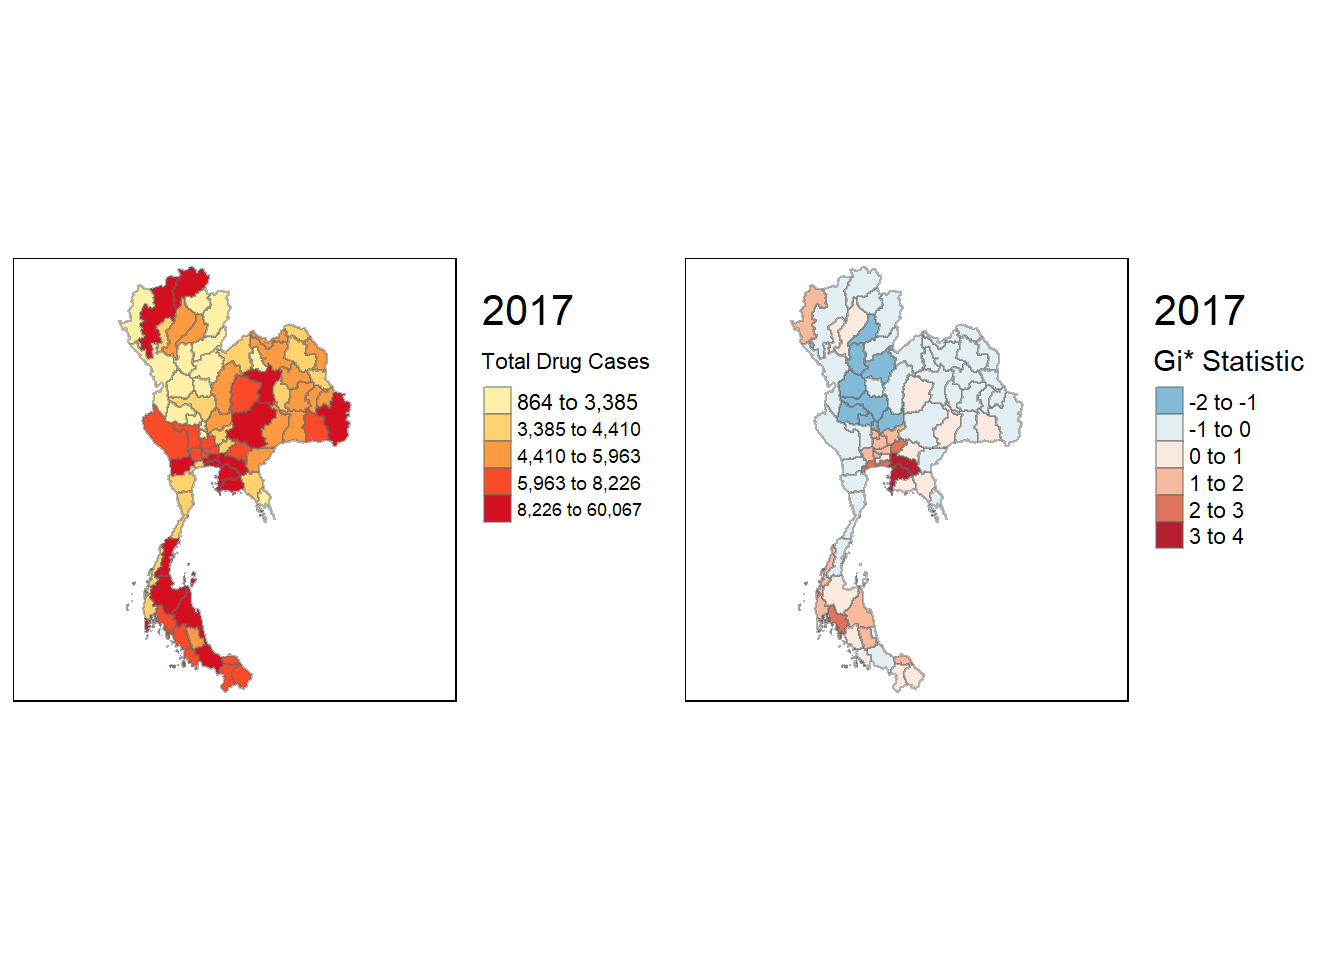 2017
Total Drug Cases
864 to 3,385
3,385 to 4,410
4,410 to 5,963
5,963 to 8,226
8,226 to 60,067
2017
Gi* Statistic
-2 to -1
-1 to 0
0 to 1
1 to 2
2 to 3
3 to 4